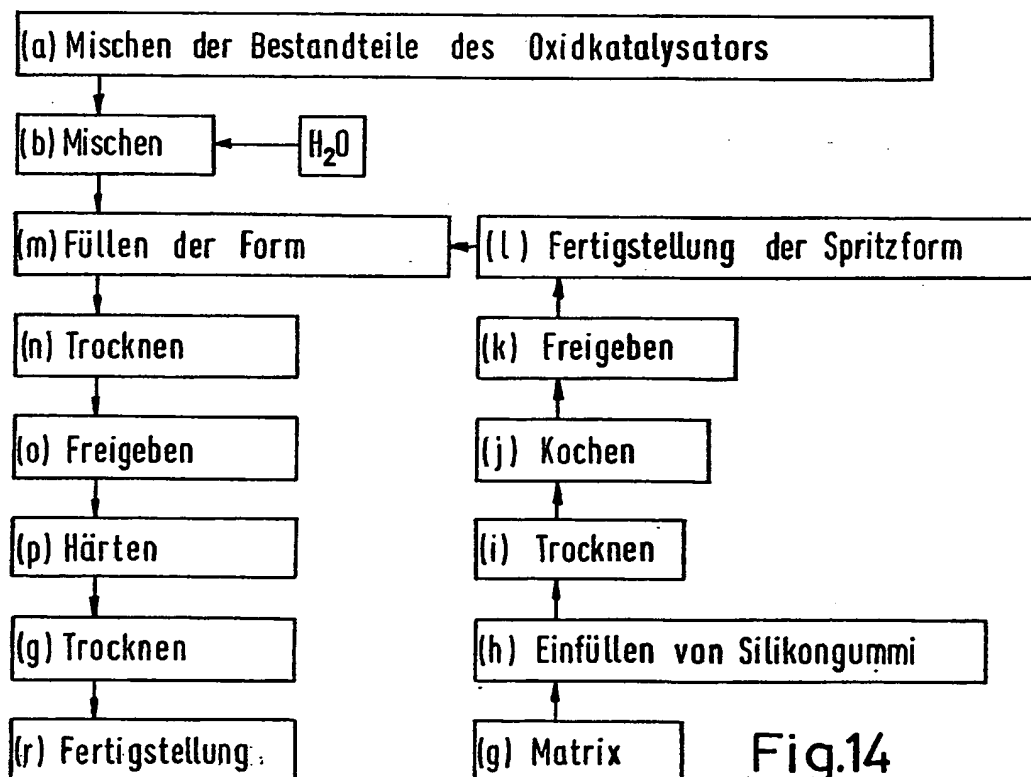 (a) Mischen der Bestandteile des Oxidkatalysators
(b) Mischen
H₂O
(m) Füllen der Form
(l) Fertigstellung der Spritzform
(n) Trocknen
(k) Freigeben
(o) Freigeben
(j) Kochen
(p) Härten
(i) Trocknen
(g) Trocknen
(h) Einfüllen von Silikongummi
(r) Fertigstellung
(g) Matrix
Fig.14